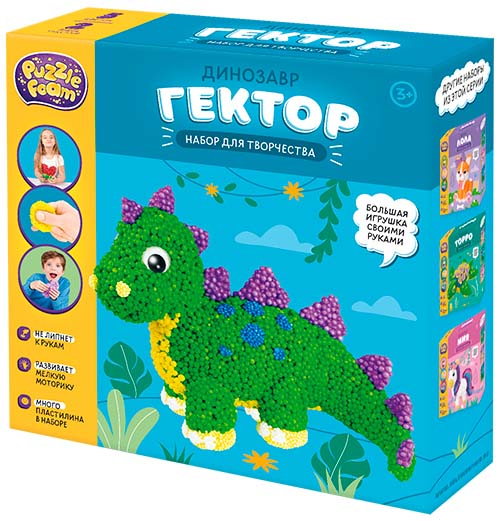 Puzzle
Foam
ДИНОЗАВР
ГЕКТОР
НАБОР ДЛЯ ТВОРЧЕСТВА
3+
БОЛЬШАЯ
ИГРУШКА
СВОИМИ
РУКАМИ
НЕ ЛИПНЕТ
К РУКАМ
РАЗВИВАЕТ
МЕЛКУЮ
МОТОРИКУ
МНОГО
ПЛАСТИЛИНА
В НАБОРЕ
ДРУГИЕ НАБОРЫ
ИЗ ЭТОЙ СЕРИИ
ЛОЛА
ТОРРО